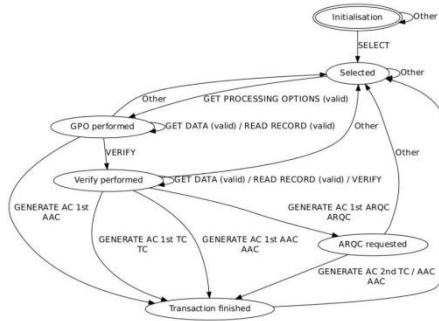 Initialisation
Other
SELECT
Selected
Other
Other
GET PROCESSING OPTIONS (valid)
GPO performed
GET DATA (valid) / READ RECORD (valid)
Other
VERIFY
Verify performed
GET DATA (valid) / READ RECORD (valid) / VERIFY
Other
GENERATE AC 1st
AAC
GENERATE AC 1st TC
TC
GENERATE AC 1st AAC
AAC
GENERATE AC 1st ARQC
ARQC
ARQC requested
GENERATE AC 2nd TC / AAC
AAC
Transaction finished